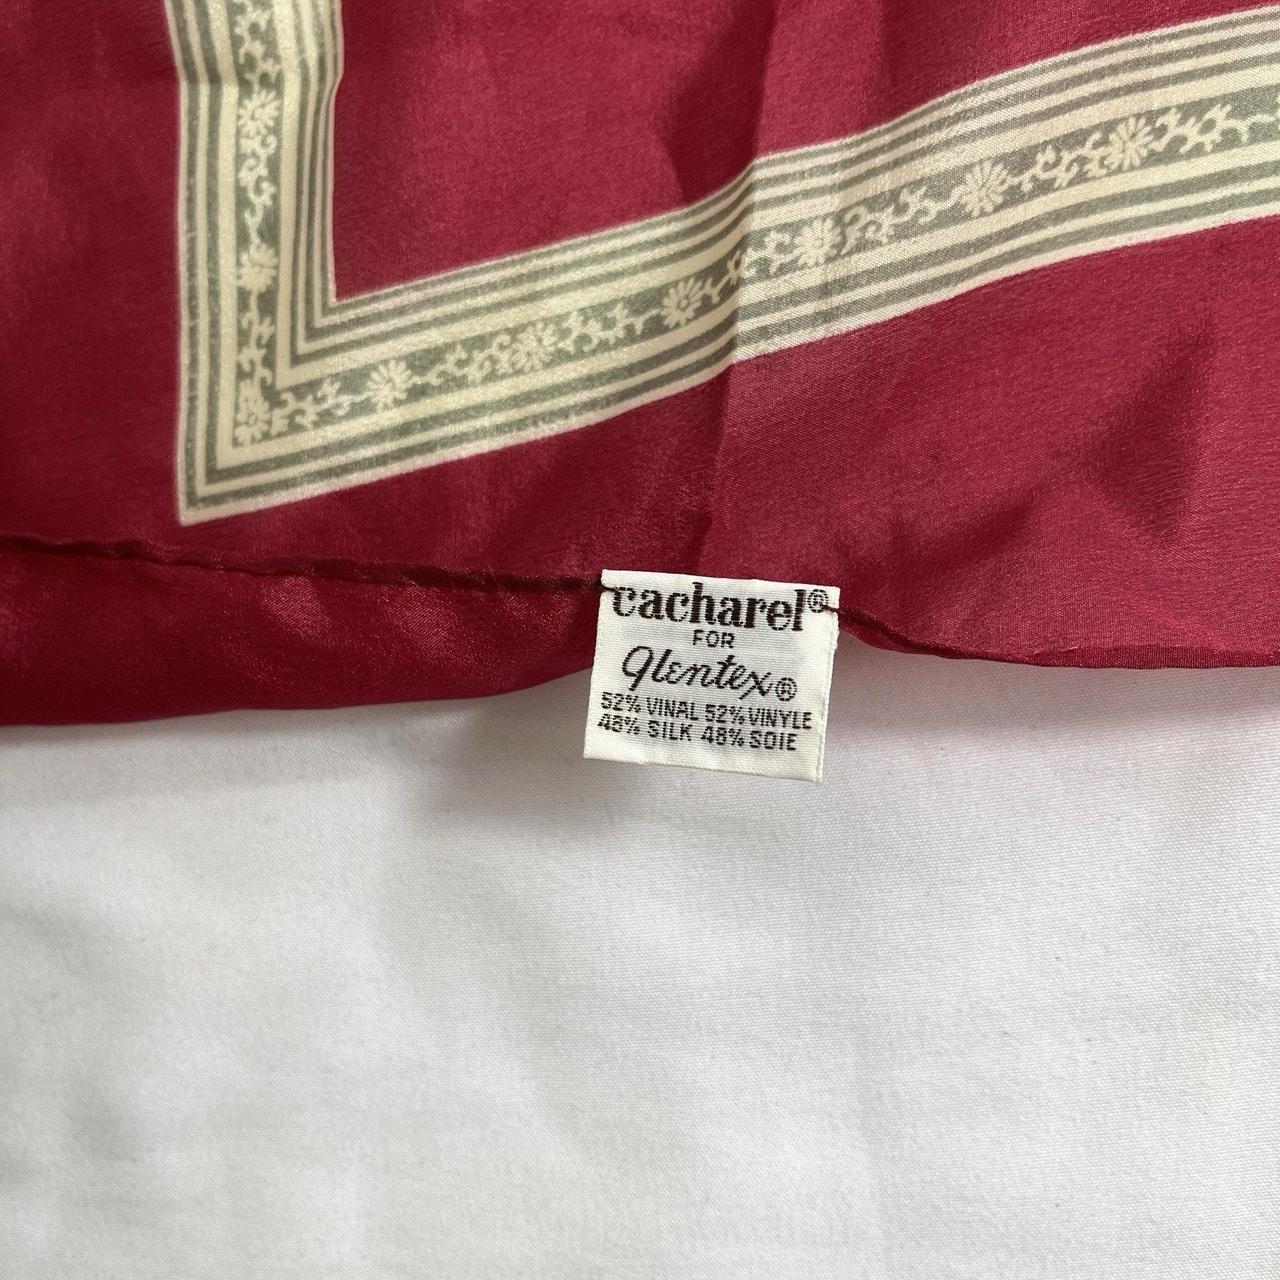 cacharel®
FOR
Glentex®
52% VINAL 52% VINYLE
48% SILK 48% SOIE